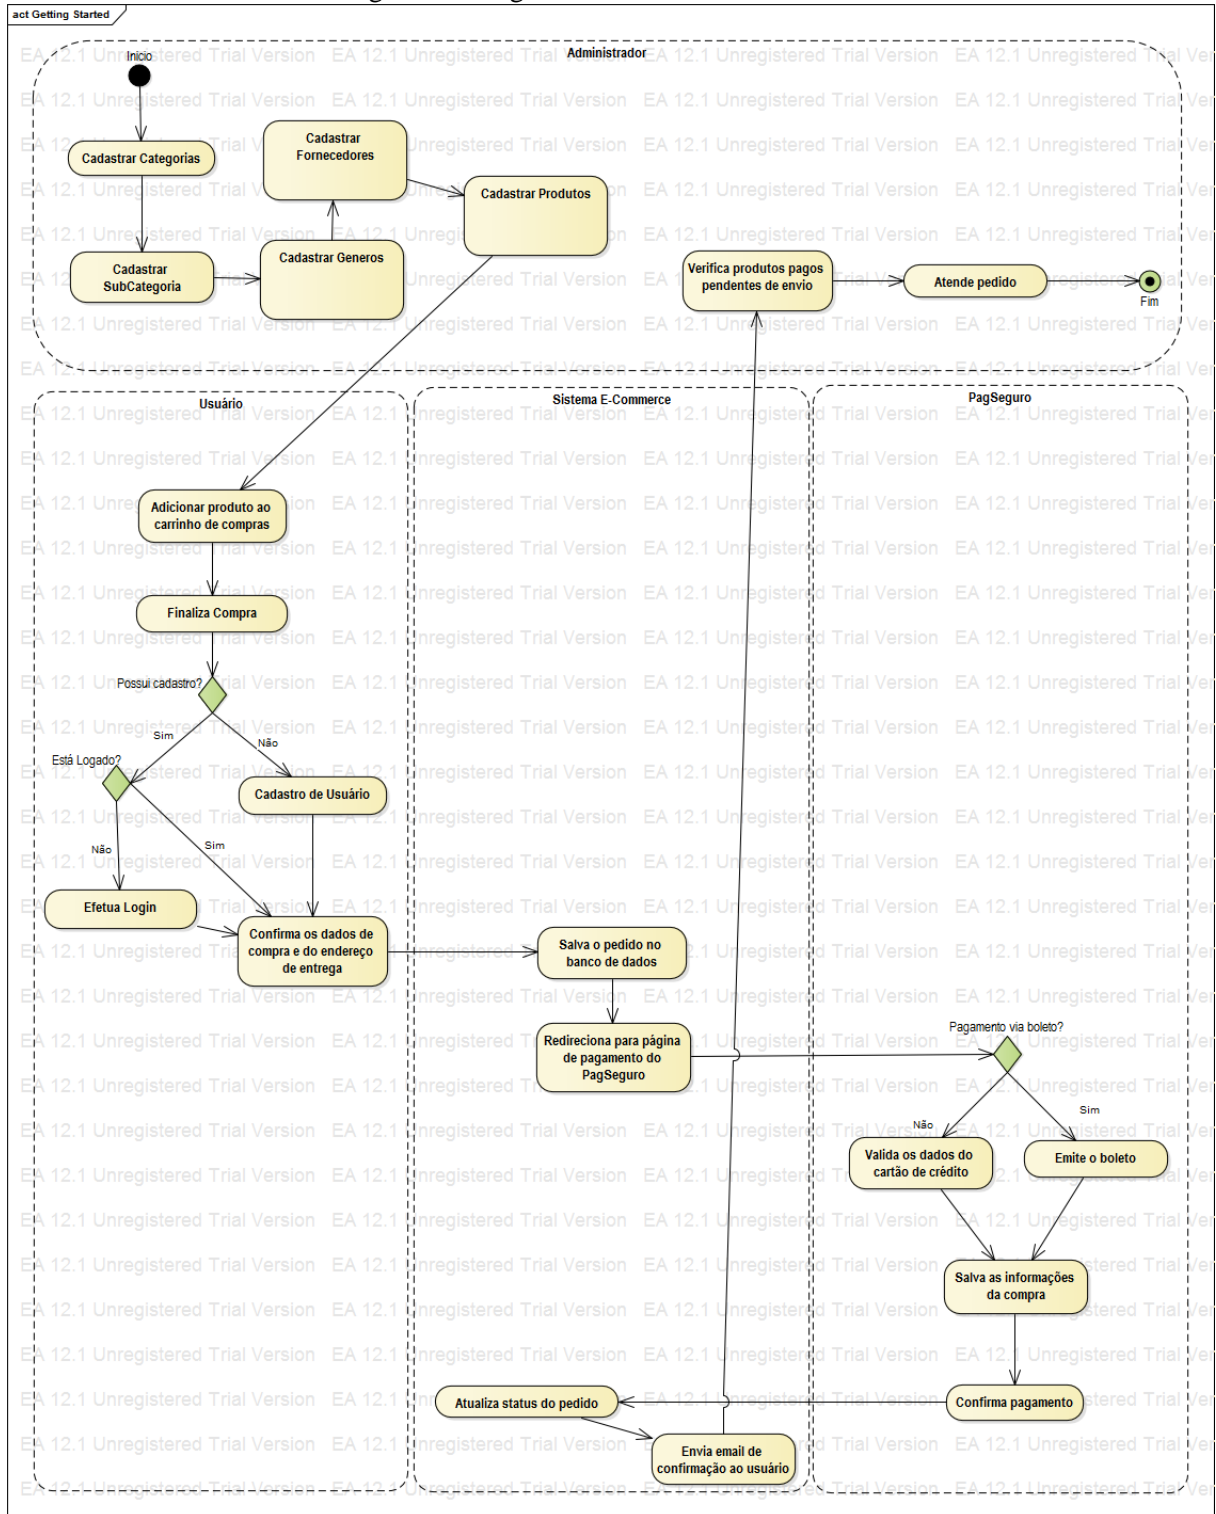 act Getting Started
Administrador
Inicio
Cadastrar
Fornecedores
Cadastrar Categorias
Cadastrar Produtos
Cadastrar Generos
Cadastrar
SubCategoria
Verifica produtos pagos
pendentes de envio
Atende pedido
Fim
Usuário
Sistema E-Commerce
PagSeguro
Adicionar produto ao
carrinho de compras
Finaliza Compra
Possui cadastro?
Sim
Não
Está Logado?
Cadastro de Usuário
Não
Sim
Efetua Login
Confirma os dados de
compra e do endereço
de entrega
Salva o pedido no
banco de dados
Redireciona para página
de pagamento do
PagSeguro
Pagamento via boleto?
Não
Sim
Valida os dados do
cartão de crédito
Emite o boleto
Salva as informações
da compra
Confirma pagamento
Atualiza status do pedido
Envia email de
confirmação ao usuário
EA 12.1 Unregistered Trial Version